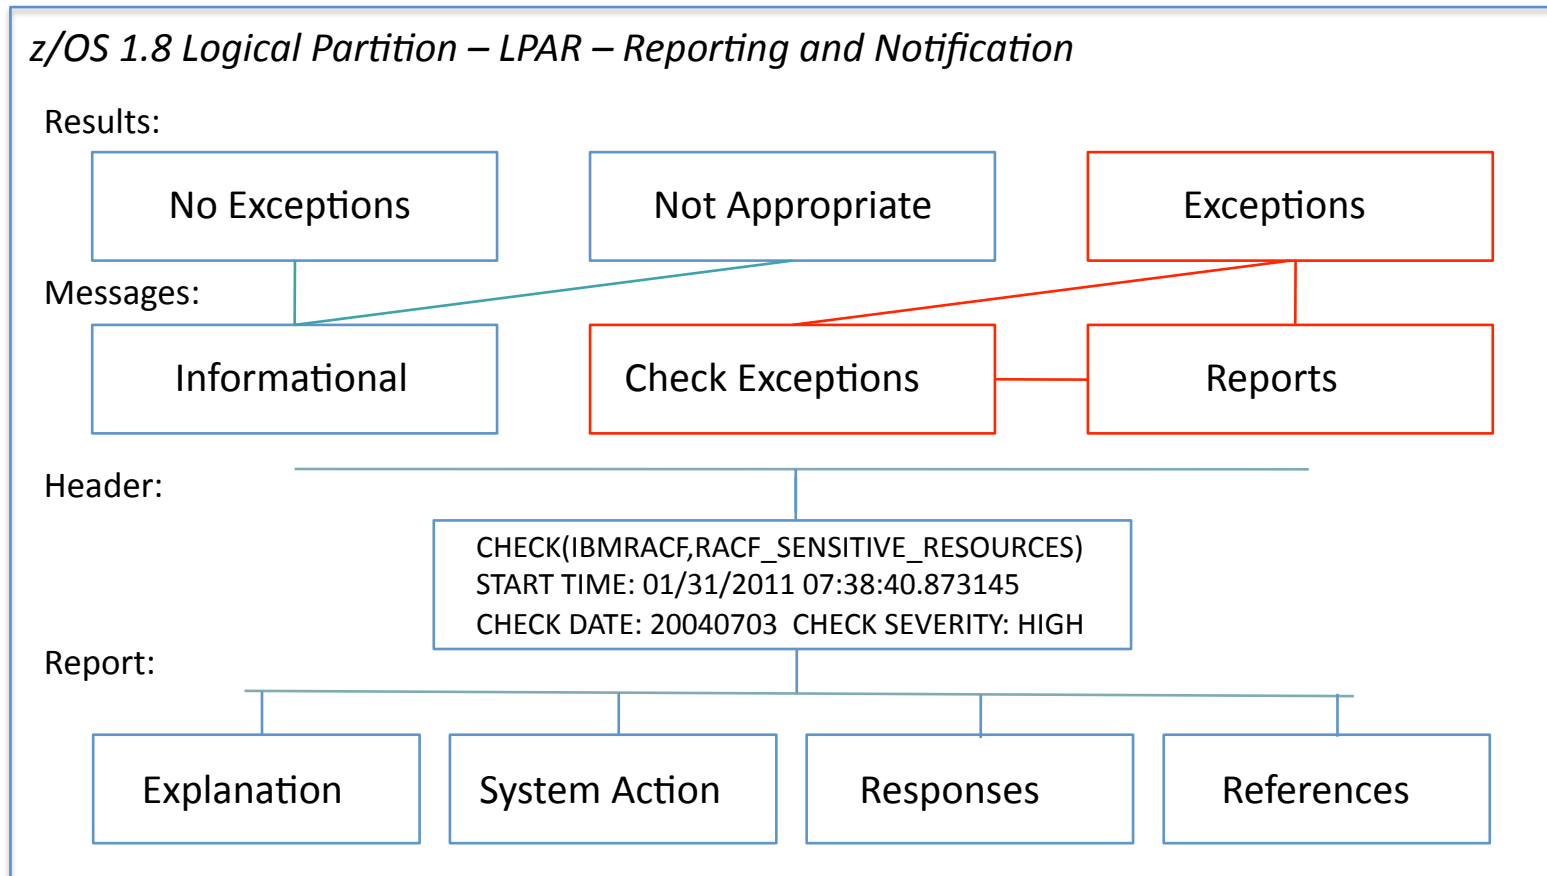 z/OS 1.8 Logical Partition – LPAR – Reporting and Notification
Results:
No Exceptions
Not Appropriate
Exceptions
Messages:
Informational
Check Exceptions
Reports
Header:
CHECK(IBMRACF,RACF_SENSITIVE_RESOURCES)
START TIME: 01/31/2011 07:38:40.873145
CHECK DATE: 20040703 CHECK SEVERITY: HIGH
Report:
Explanation
System Action
Responses
References